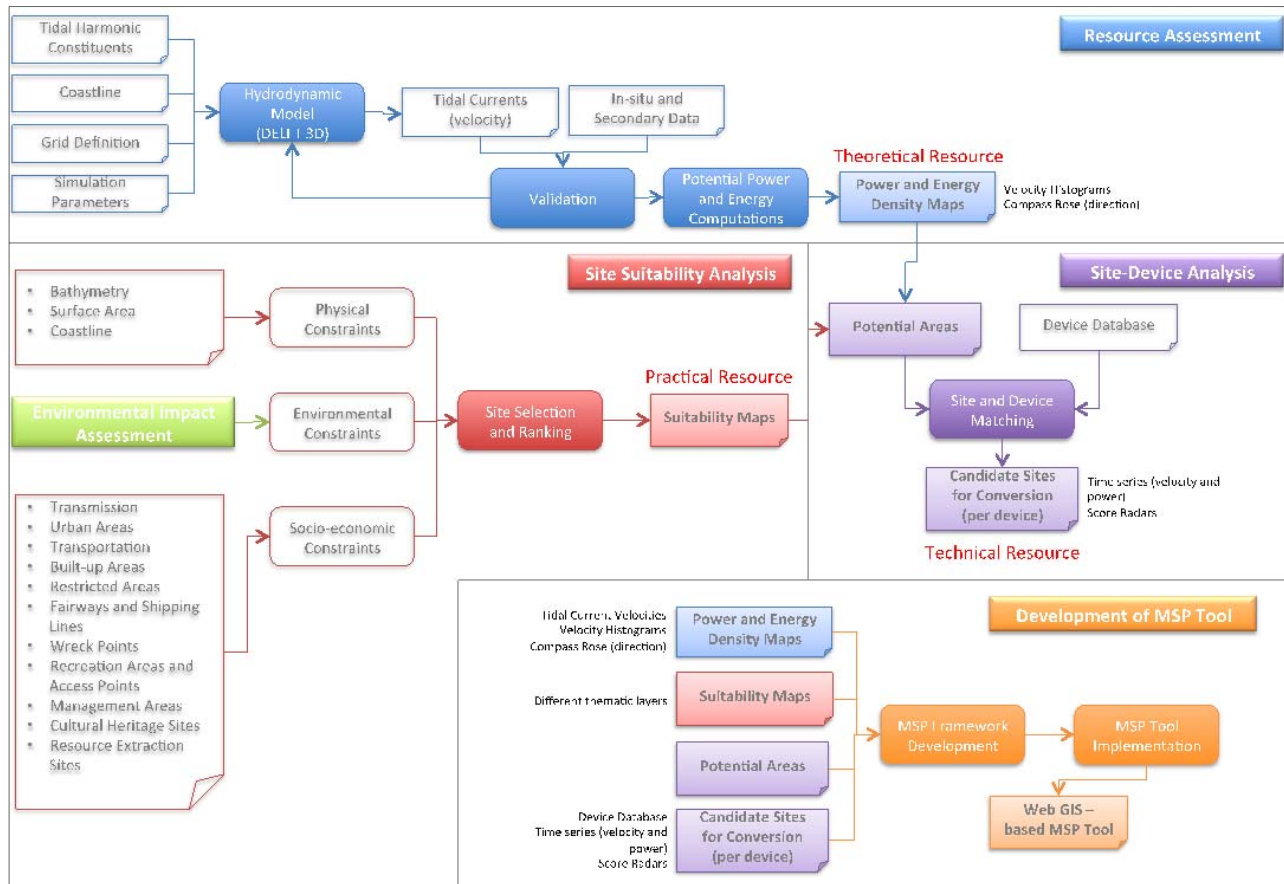 Resource Assessment
Tidal Harmonic
Constituents
Coastline
Grid Definition
Simulation
Parameters
Hydrodynamic
Model
(DELFT 3D)
Tidal Currents
(velocity)
In-situ and
Secondary Data
Validation
Potential Power
and Energy
Computations
Theoretical Resource
Power and Energy
Density Maps
Velocity Histograms
Compass Rose (direction)
Site Suitability Analysis
• Bathymetry
• Surface Area
• Coastline
Physical
Constraints
Environmental Impact
Assessment
Environmental
Constraints
• Transmission
• Urban Areas
• Transportation
• Built-up Areas
• Restricted Areas
• Fairways and Shipping
Lines
• Wreck Points
• Recreation Areas and
Access Points
• Management Areas
• Cultural Heritage Sites
• Resource Extraction
Sites
Socio-economic
Constraints
Site Selection
and Ranking
Practical Resource
Suitability Maps
Site-Device Analysis
Potential Areas
Device Database
Site and Device
Matching
Candidate Sites
for Conversion
(per device)
Time series (velocity and
power)
Score Radars
Technical Resource
Development of MSP Tool
Tidal Current Velocities
Velocity Histograms
Compass Rose (direction)
Power and Energy
Density Maps
Different thematic layers
Suitability Maps
Potential Areas
Device Database
Time series (velocity and
power)
Score Radars
Candidate Sites
for Conversion
(per device)
MSP Framework
Development
MSP Tool
Implementation
Web GIS –
based MSP Tool